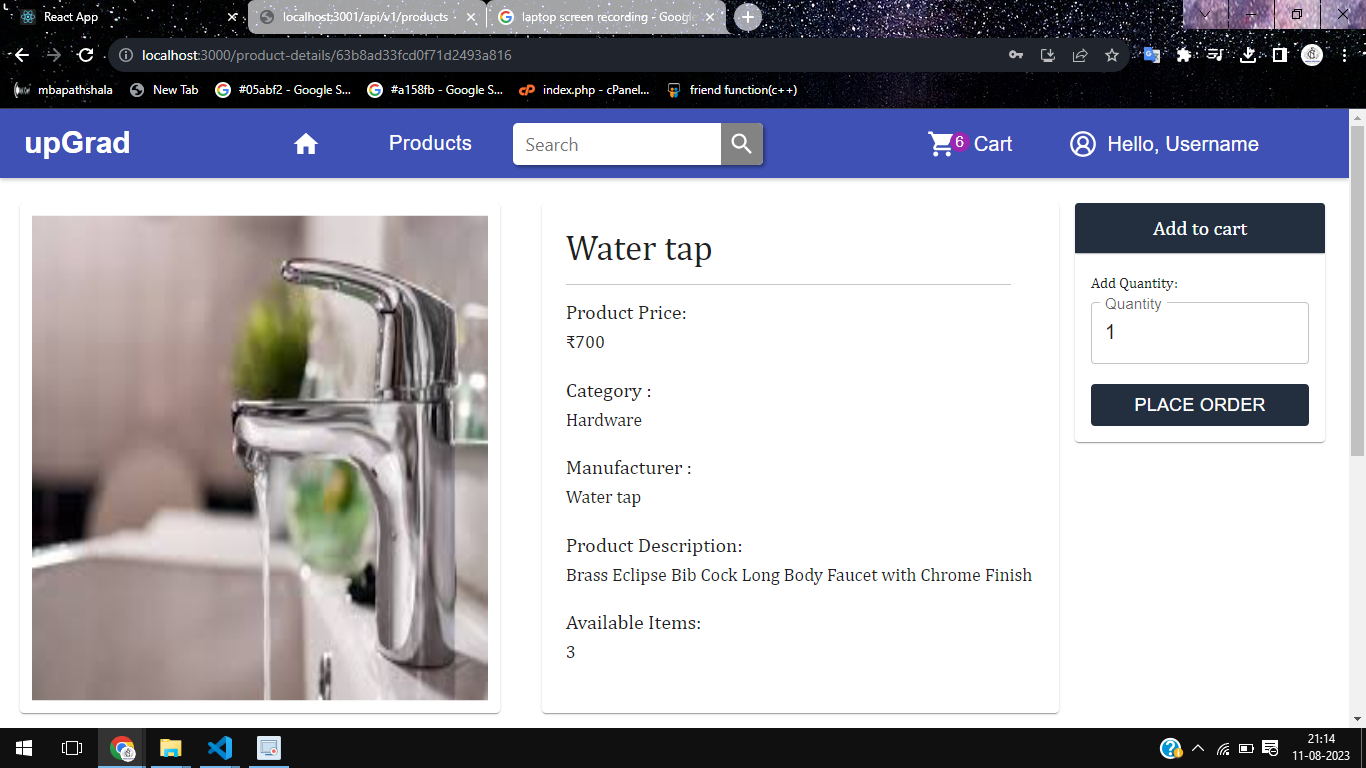 React App
localhost:3001/api/v1/products
laptop screen recording - Google
localhost:3000/product-details/63b8ad33fcd0f71d2493a816
mbapathshala
New Tab
#05abf2 - Google S...
#a158fb - Google S...
index.php - cPanel...
friend function(c++)
upGrad
Products
Search
6
Cart
Hello, Username
Water tap
Product Price:
₹700
Category :
Hardware
Manufacturer :
Water tap
Product Description:
Brass Eclipse Bib Cock Long Body Faucet with Chrome Finish
Available Items:
3
Add to cart
Add Quantity:
Quantity
1
PLACE ORDER
21:14
11-08-2023